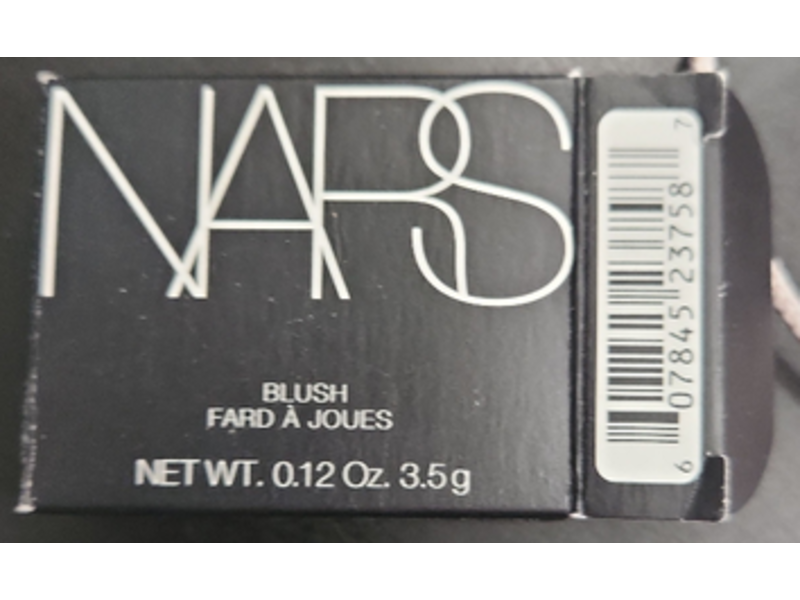 NARS
BLUSH
FARD À JOUES
NET WT. 0.12 Oz. 3.5g
6 07845 23758 7